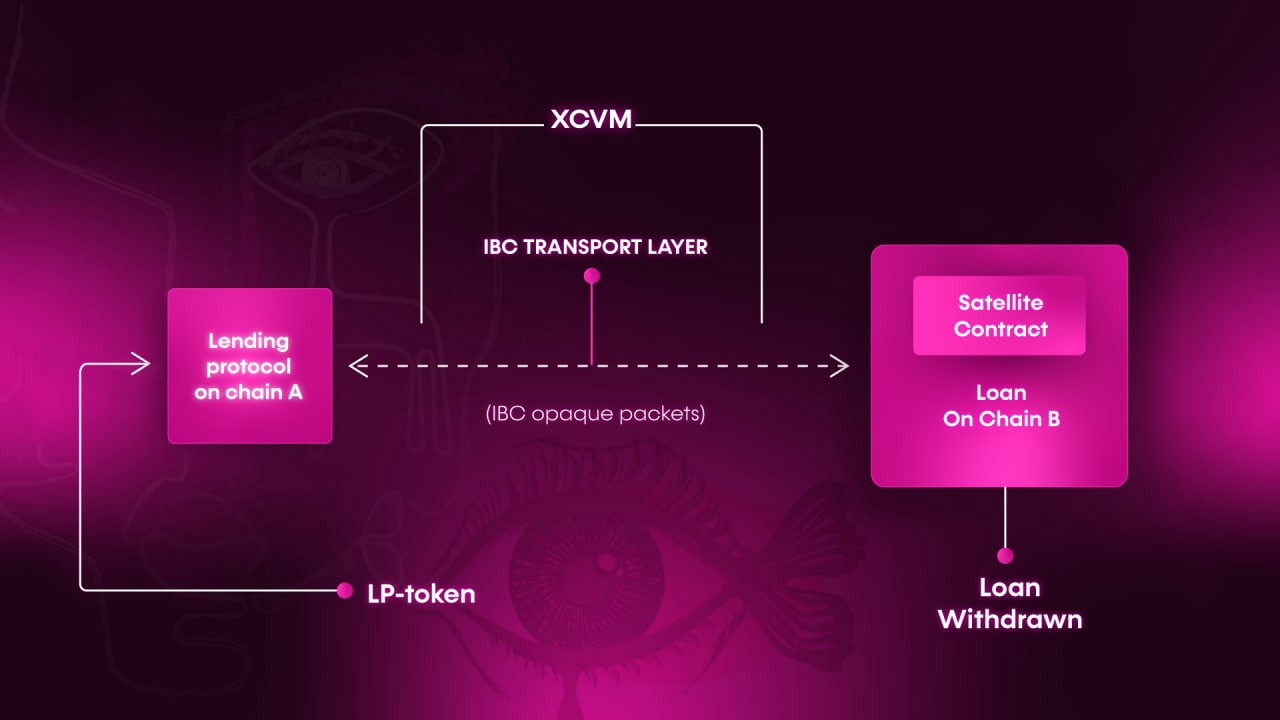 XCVM
IBC TRANSPORT LAYER
Lending
protocol
on chain A
(IBC opaque packets)
Satellite
Contract
Loan
On Chain B
LP-token
Loan
Withdrawn